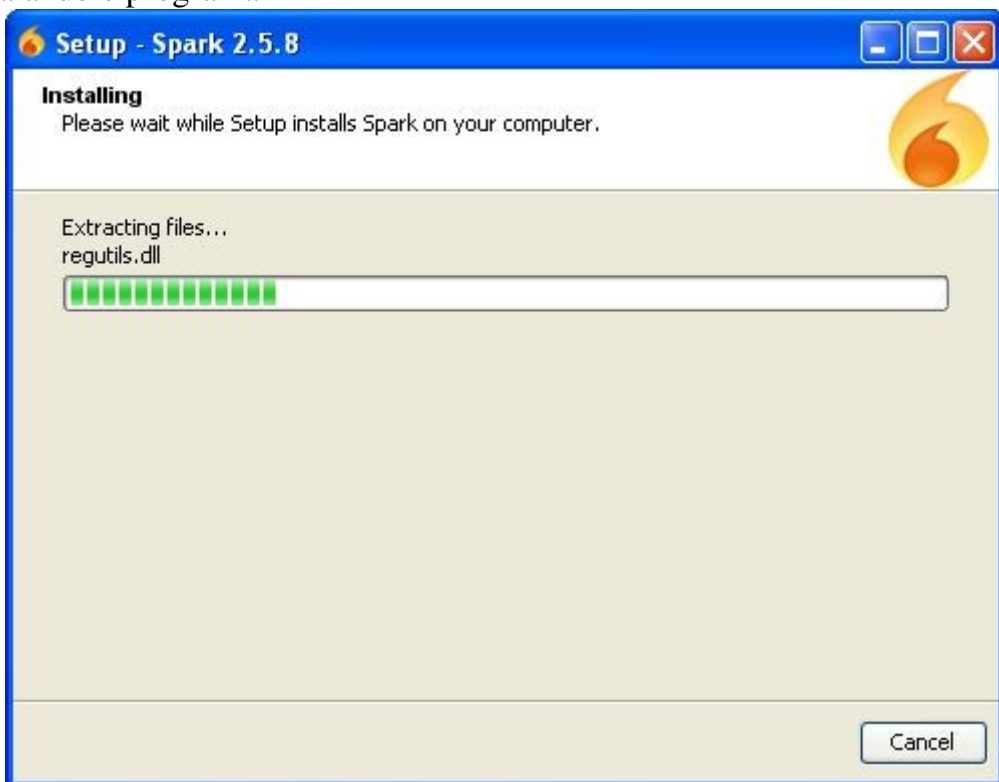 o programa
Setup - Spark 2.5.8
Installing
Please wait while Setup installs Spark on your computer.
Extracting files...
regutils.dll
Cancel